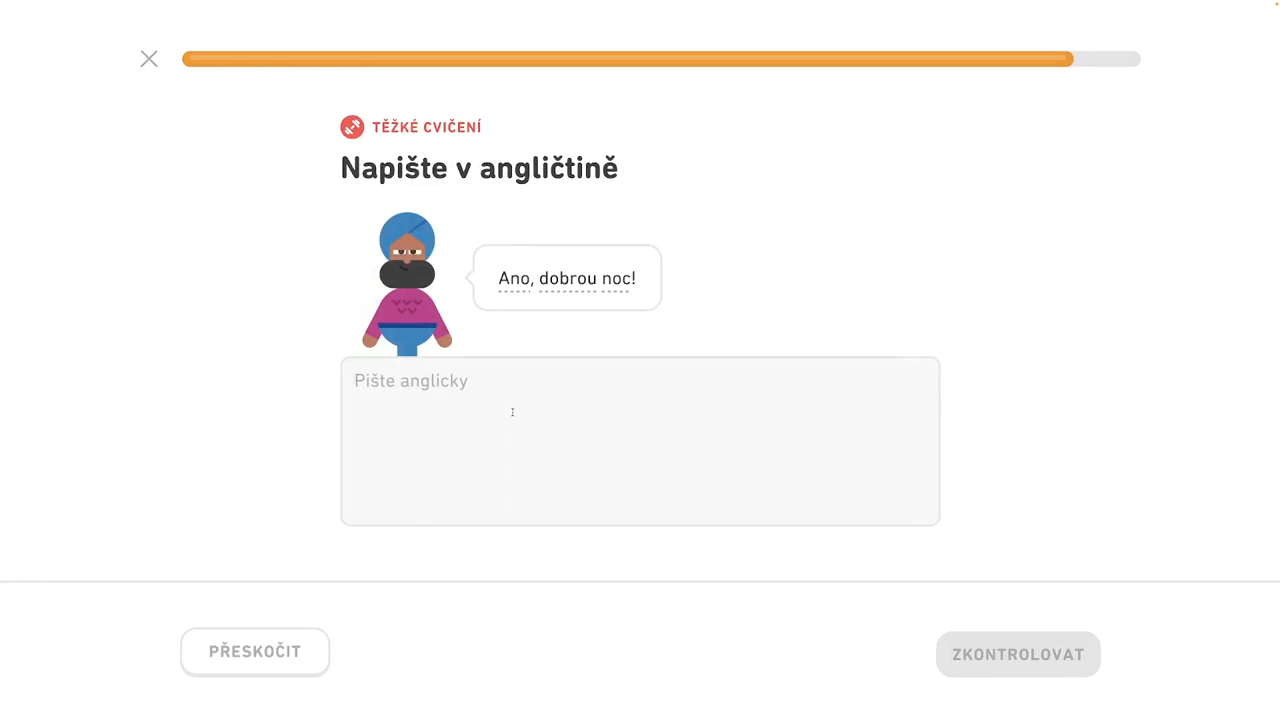 TĚŽKÉ CVIČENÍ
Napište v angličtině
Ano, dobrou noc!
Pište anglicky
PŘESKOČIT
ZKONTROLOVAT